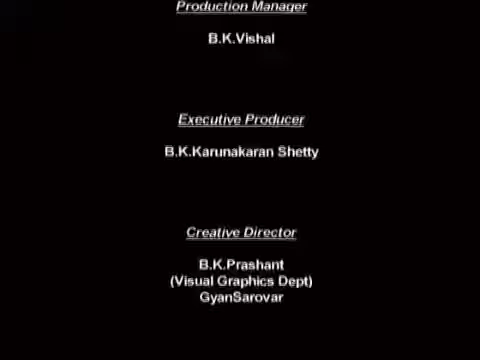 Production Manager
B.K.Vishal
Executive Producer
B.K.Karunakaran Shetty
Creative Director
B.K.Prashant
(Visual Graphics Dept)
GyanSarovar